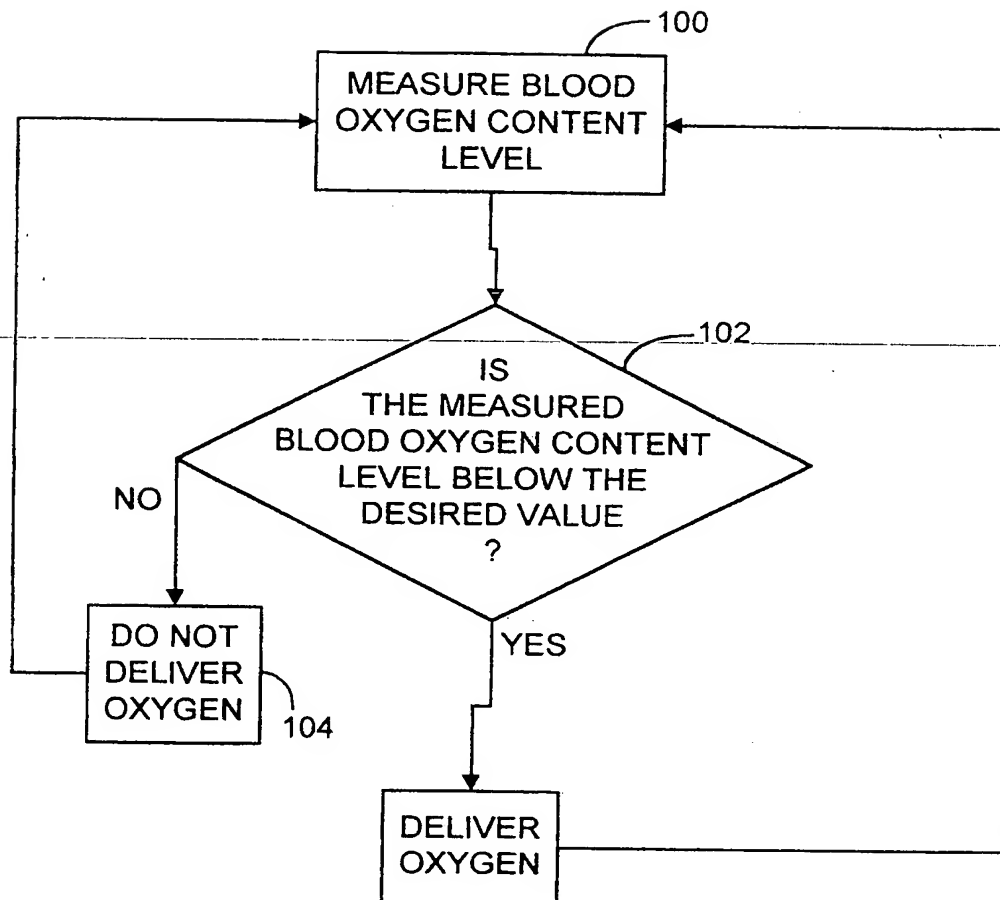 100
MEASURE BLOOD
OXYGEN CONTENT
LEVEL
102
IS
THE MEASURED
BLOOD OXYGEN CONTENT
LEVEL BELOW THE
DESIRED VALUE
?
NO
YES
DO NOT
DELIVER
OXYGEN
104
DELIVER
OXYGEN